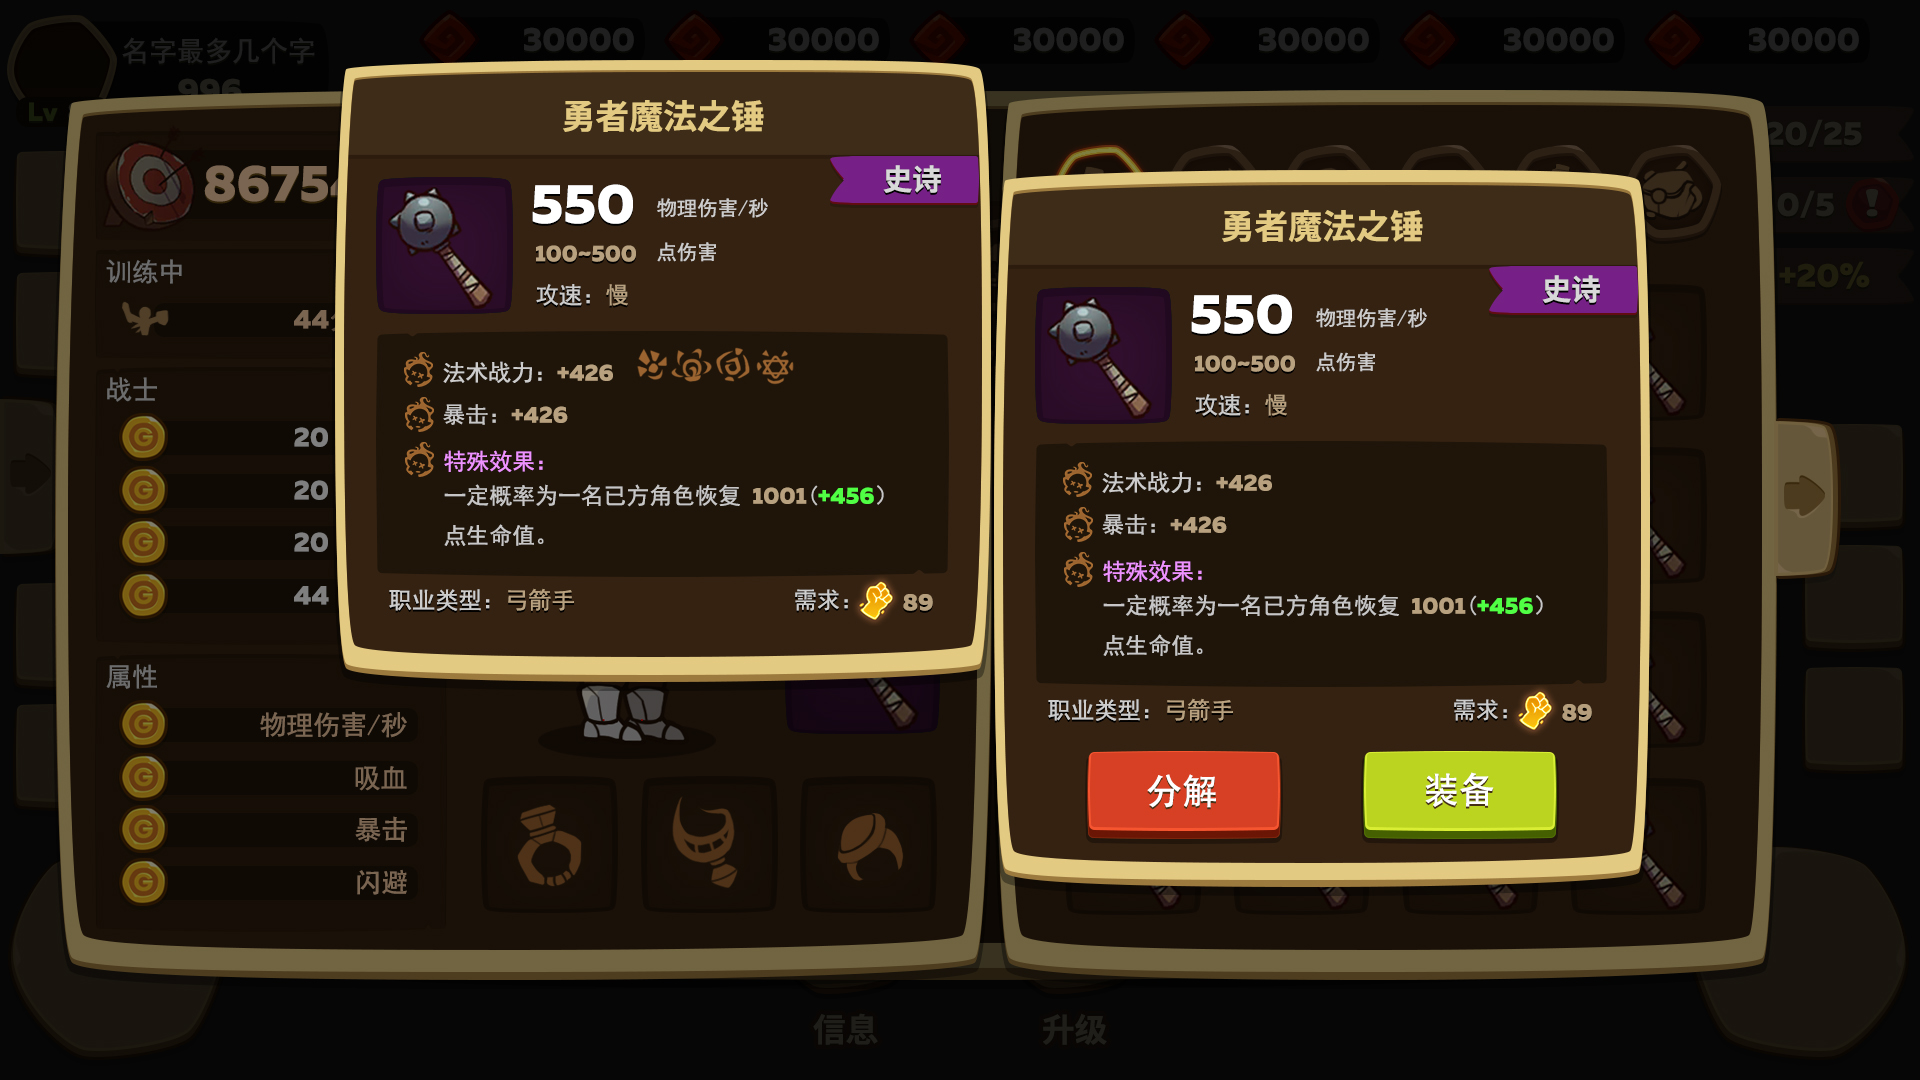 名字最多几个字
996
Lv
30000
30000
30000
30000
30000
30000
训练中
战士
20
20
20
44
属性
物理伤害/秒
吸血
暴击
闪避
勇者魔法之锤
史诗
550 物理伤害/秒
100~500 点伤害
攻速：慢
法术战力：+426
暴击：+426
特殊效果：
一定概率为一名已方角色恢复 1001(+456)
点生命值。
职业类型：弓箭手
需求： 89
勇者魔法之锤
史诗
550 物理伤害/秒
100~500 点伤害
攻速：慢
法术战力：+426
暴击：+426
特殊效果：
一定概率为一名已方角色恢复 1001(+456)
点生命值。
职业类型：弓箭手
需求： 89
分解
装备
20/25
0/5
+20%
信息
升级